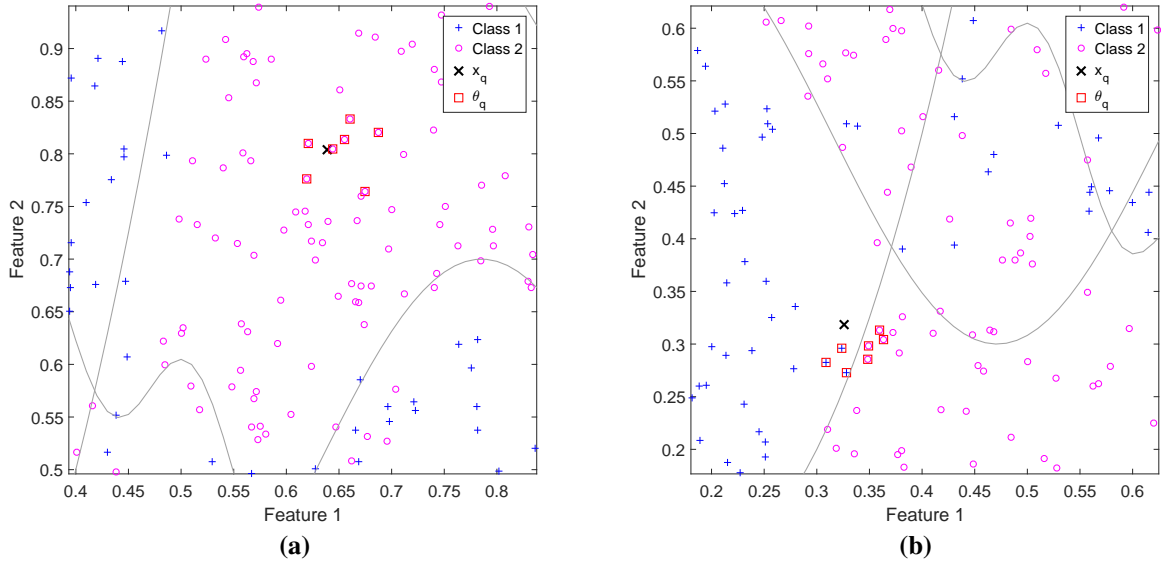 0.9
0.85
0.8
0.75
0.7
0.65
0.6
0.55
0.5
Feature 2
0.4 0.45 0.5 0.55 0.6 0.65 0.7 0.75 0.8
Feature 1
Class 1
Class 2
x_q
θ_q
(a)
0.6
0.55
0.5
0.45
0.4
0.35
0.3
0.25
0.2
Feature 2
0.2 0.25 0.3 0.35 0.4 0.45 0.5 0.55 0.6
Feature 1
Class 1
Class 2
x_q
θ_q
(b)